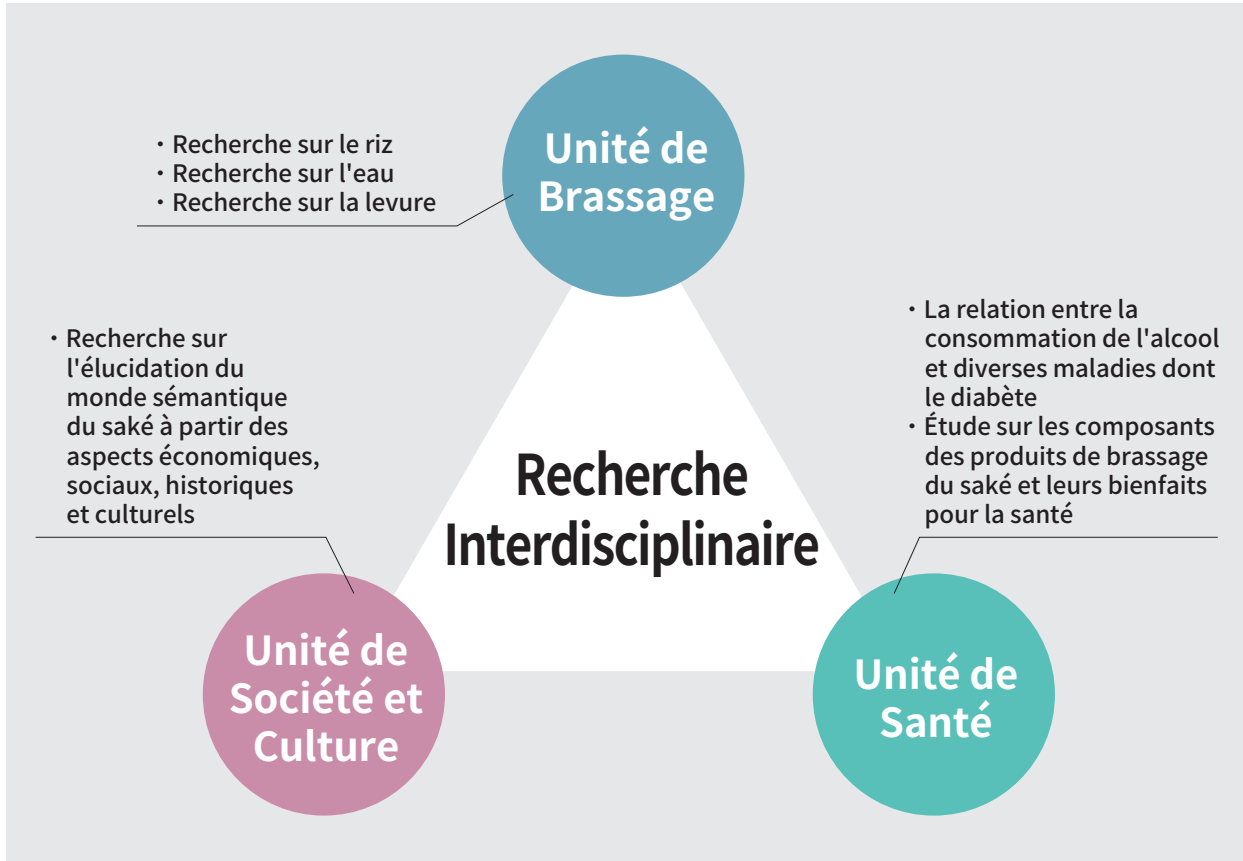 Unité de
Brassage
・Recherche sur le riz
・Recherche sur l'eau
・Recherche sur la levure
・Recherche sur
l'élucidation du
monde sémantique
du saké à partir des
aspects économiques,
sociaux, historiques
et culturels
・La relation entre la
consommation de l'alcool
et diverses maladies dont
le diabète
・Étude sur les composants
des produits de brassage
du saké et leurs bienfaits
pour la santé
Recherche
Interdisciplinaire
Unité de
Société et
Culture
Unité de
Santé